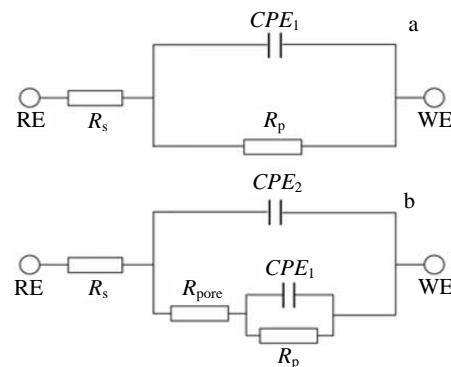 a
CPE1
RE Rs Rp WE
b
CPE2
RE Rs CPE1 WE
Rpore
Rp